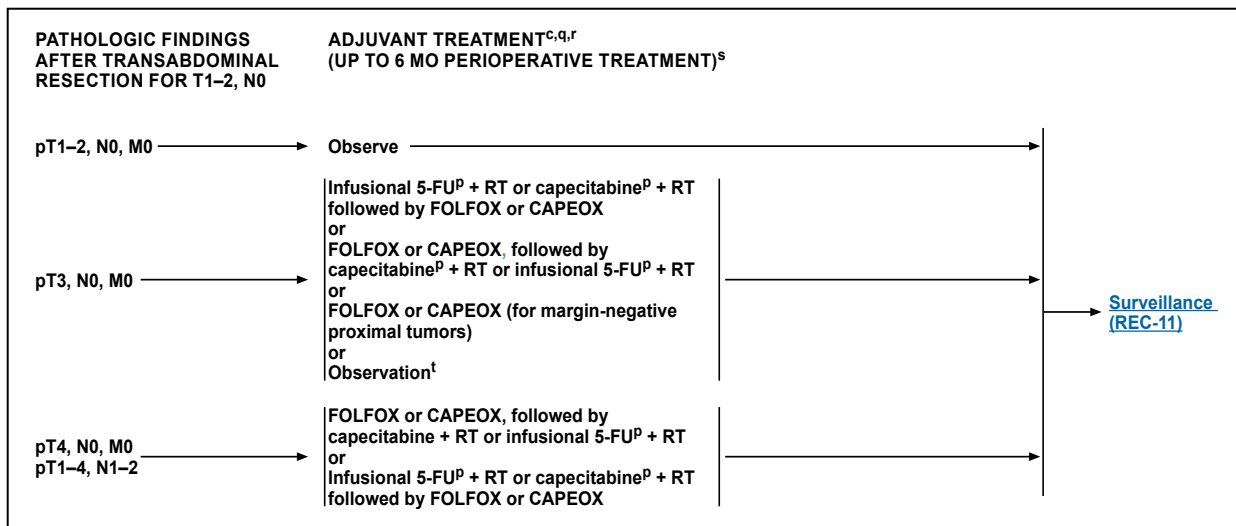 PATHOLOGIC FINDINGS
AFTER TRANSABDOMINAL
RESECTION FOR T1–2, N0
ADJUVANT TREATMENTc,q,r
(UP TO 6 MO PERIOPERATIVE TREATMENT)s
pT1–2, N0, M0
Observe
pT3, N0, M0
Infusional 5-FUp + RT or capecitabinep + RT
followed by FOLFOX or CAPEOX
or
FOLFOX or CAPEOX, followed by
capecitabinep + RT or infusional 5-FUp + RT
or
FOLFOX or CAPEOX (for margin-negative
proximal tumors)
or
Observationt
pT4, N0, M0
pT1–4, N1–2
FOLFOX or CAPEOX, followed by
capecitabine + RT or infusional 5-FUp + RT
or
Infusional 5-FUp + RT or capecitabinep + RT
followed by FOLFOX or CAPEOX
Surveillance
(REC-11)